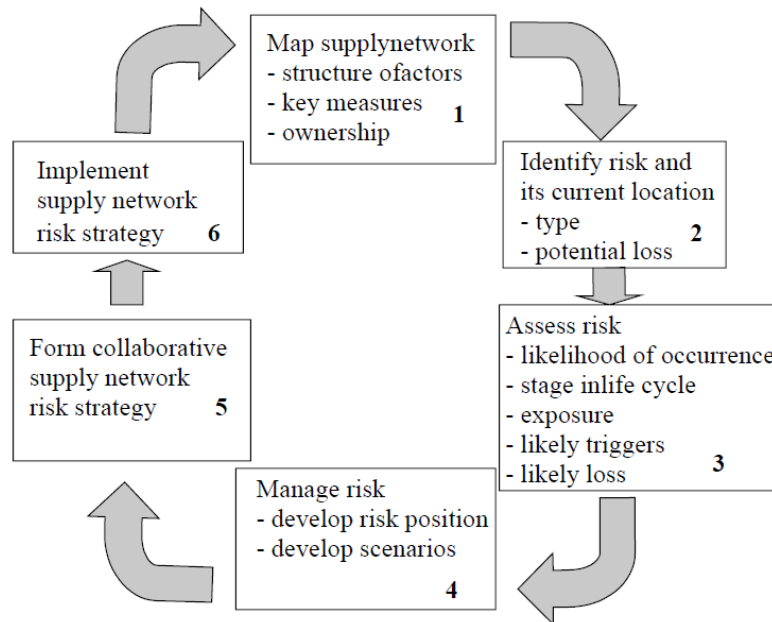 Map supplynetwork
- structure ofactors
- key measures
- ownership
1
Identify risk and
its current location
- type
- potential loss
2
Assess risk
- likelihood of occurrence
- stage inlife cycle
- exposure
- likely triggers
- likely loss
3
Manage risk
- develop risk position
- develop scenarios
4
Form collaborative
supply network
risk strategy
5
Implement
supply network
risk strategy
6